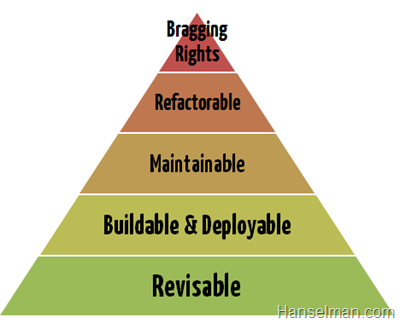 Bragging
Rights
Refactorable
Maintainable
Buildable & Deployable
Revisable
Hanselman.com